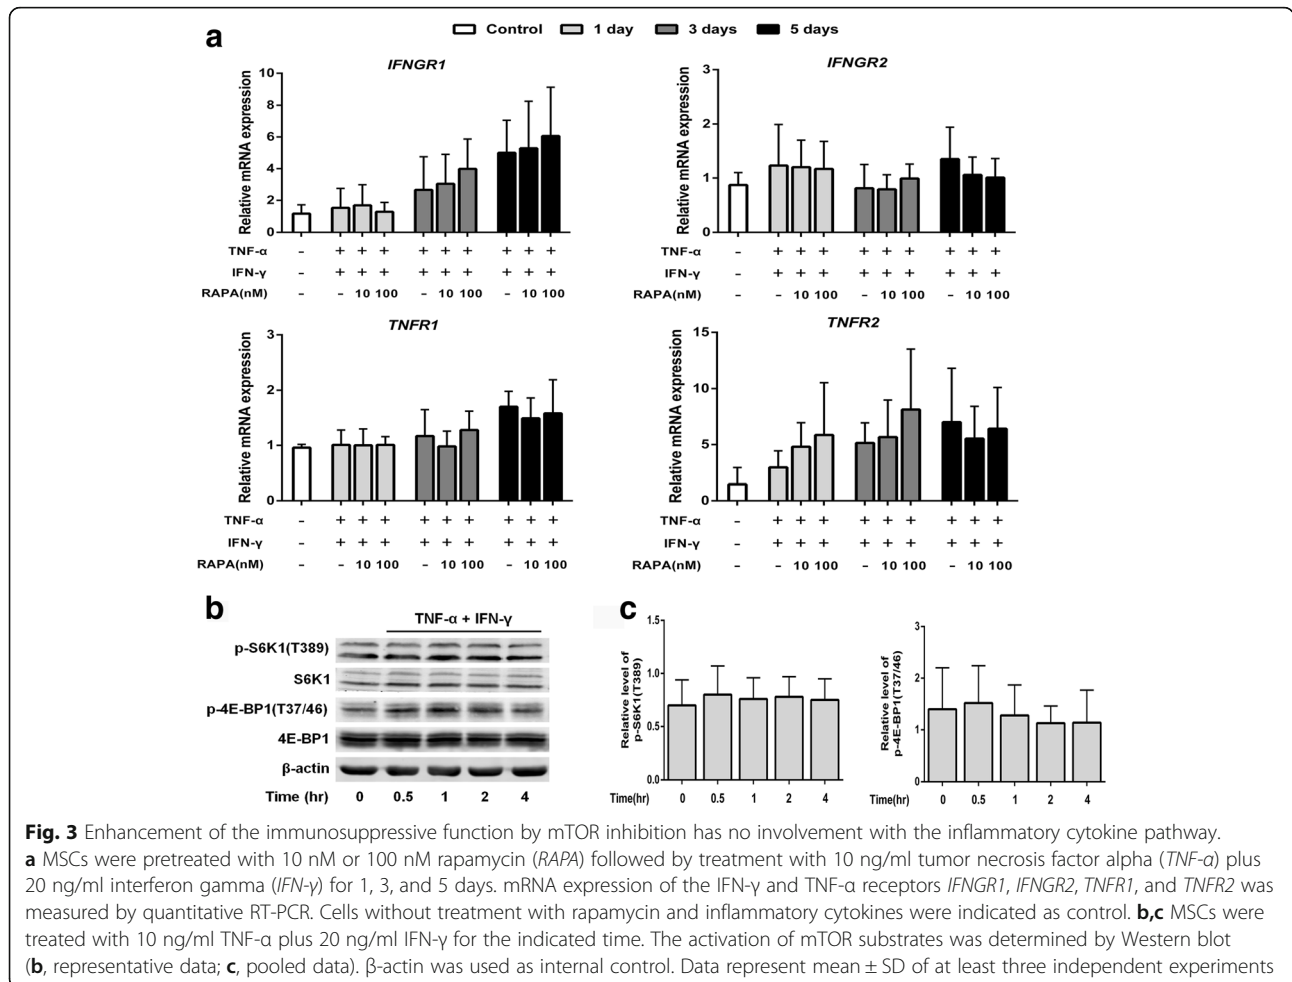 a
Control 1 day 3 days 5 days
IFNGR1
Relative mRNA expression
10
8
6
4
2
0
TNF-α - + + + + + + + + +
IFN-γ - + + + + + + + + +
RAPA(nM) - - 10 100 - 10 100 - 10 100
IFNGR2
Relative mRNA expression
3
2
1
0
TNF-α - + + + + + + + + +
IFN-γ - + + + + + + + + +
RAPA(nM) - - 10 100 - 10 100 - 10 100
TNFR1
Relative mRNA expression
3
2
1
0
TNF-α - + + + + + + + + +
IFN-γ - + + + + + + + + +
RAPA(nM) - - 10 100 - 10 100 - 10 100
TNFR2
Relative mRNA expression
15
10
5
0
TNF-α - + + + + + + + + +
IFN-γ - + + + + + + + + +
RAPA(nM) - - 10 100 - 10 100 - 10 100
b
TNF-α + IFN-γ
p-S6K1(T389)
S6K1
p-4E-BP1(T37/46)
4E-BP1
β-actin
Time (hr) 0 0.5 1 2 4
c
Relative level of
p-S6K1(T389)
1.5
1.0
0.5
0.0
Time(hr) 0 0.5 1 2 4
Relative level of
p-4E-BP1(T37/46)
3
2
1
0
Time(hr) 0 0.5 1 2 4
Fig. 3 Enhancement of the immunosuppressive function by mTOR inhibition has no involvement with the inflammatory cytokine pathway.
a MSCs were pretreated with 10 nM or 100 nM rapamycin (RAPA) followed by treatment with 10 ng/ml tumor necrosis factor alpha (TNF-α) plus
20 ng/ml interferon gamma (IFN-γ) for 1, 3, and 5 days. mRNA expression of the IFN-γ and TNF-α receptors IFNGR1, IFNGR2, TNFR1, and TNFR2 was
measured by quantitative RT-PCR. Cells without treatment with rapamycin and inflammatory cytokines were indicated as control. b,c MSCs were
treated with 10 ng/ml TNF-α plus 20 ng/ml IFN-γ for the indicated time. The activation of mTOR substrates was determined by Western blot
(b, representative data; c, pooled data). β-actin was used as internal control. Data represent mean ± SD of at least three independent experiments